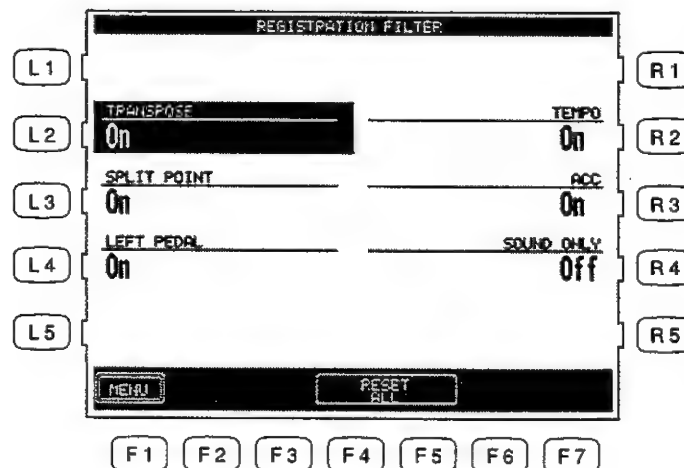 REGISTRATION FILTER
L1 R1
TRANSPOSE TEMPO
L2 On On R2
SPLIT POINT ACC
L3 On On R3
LEFT PEDAL SOUND ONLY
L4 On Off R4
L5 R5
MENU RESET
ALL
F1 F2 F3 F4 F5 F6 F7